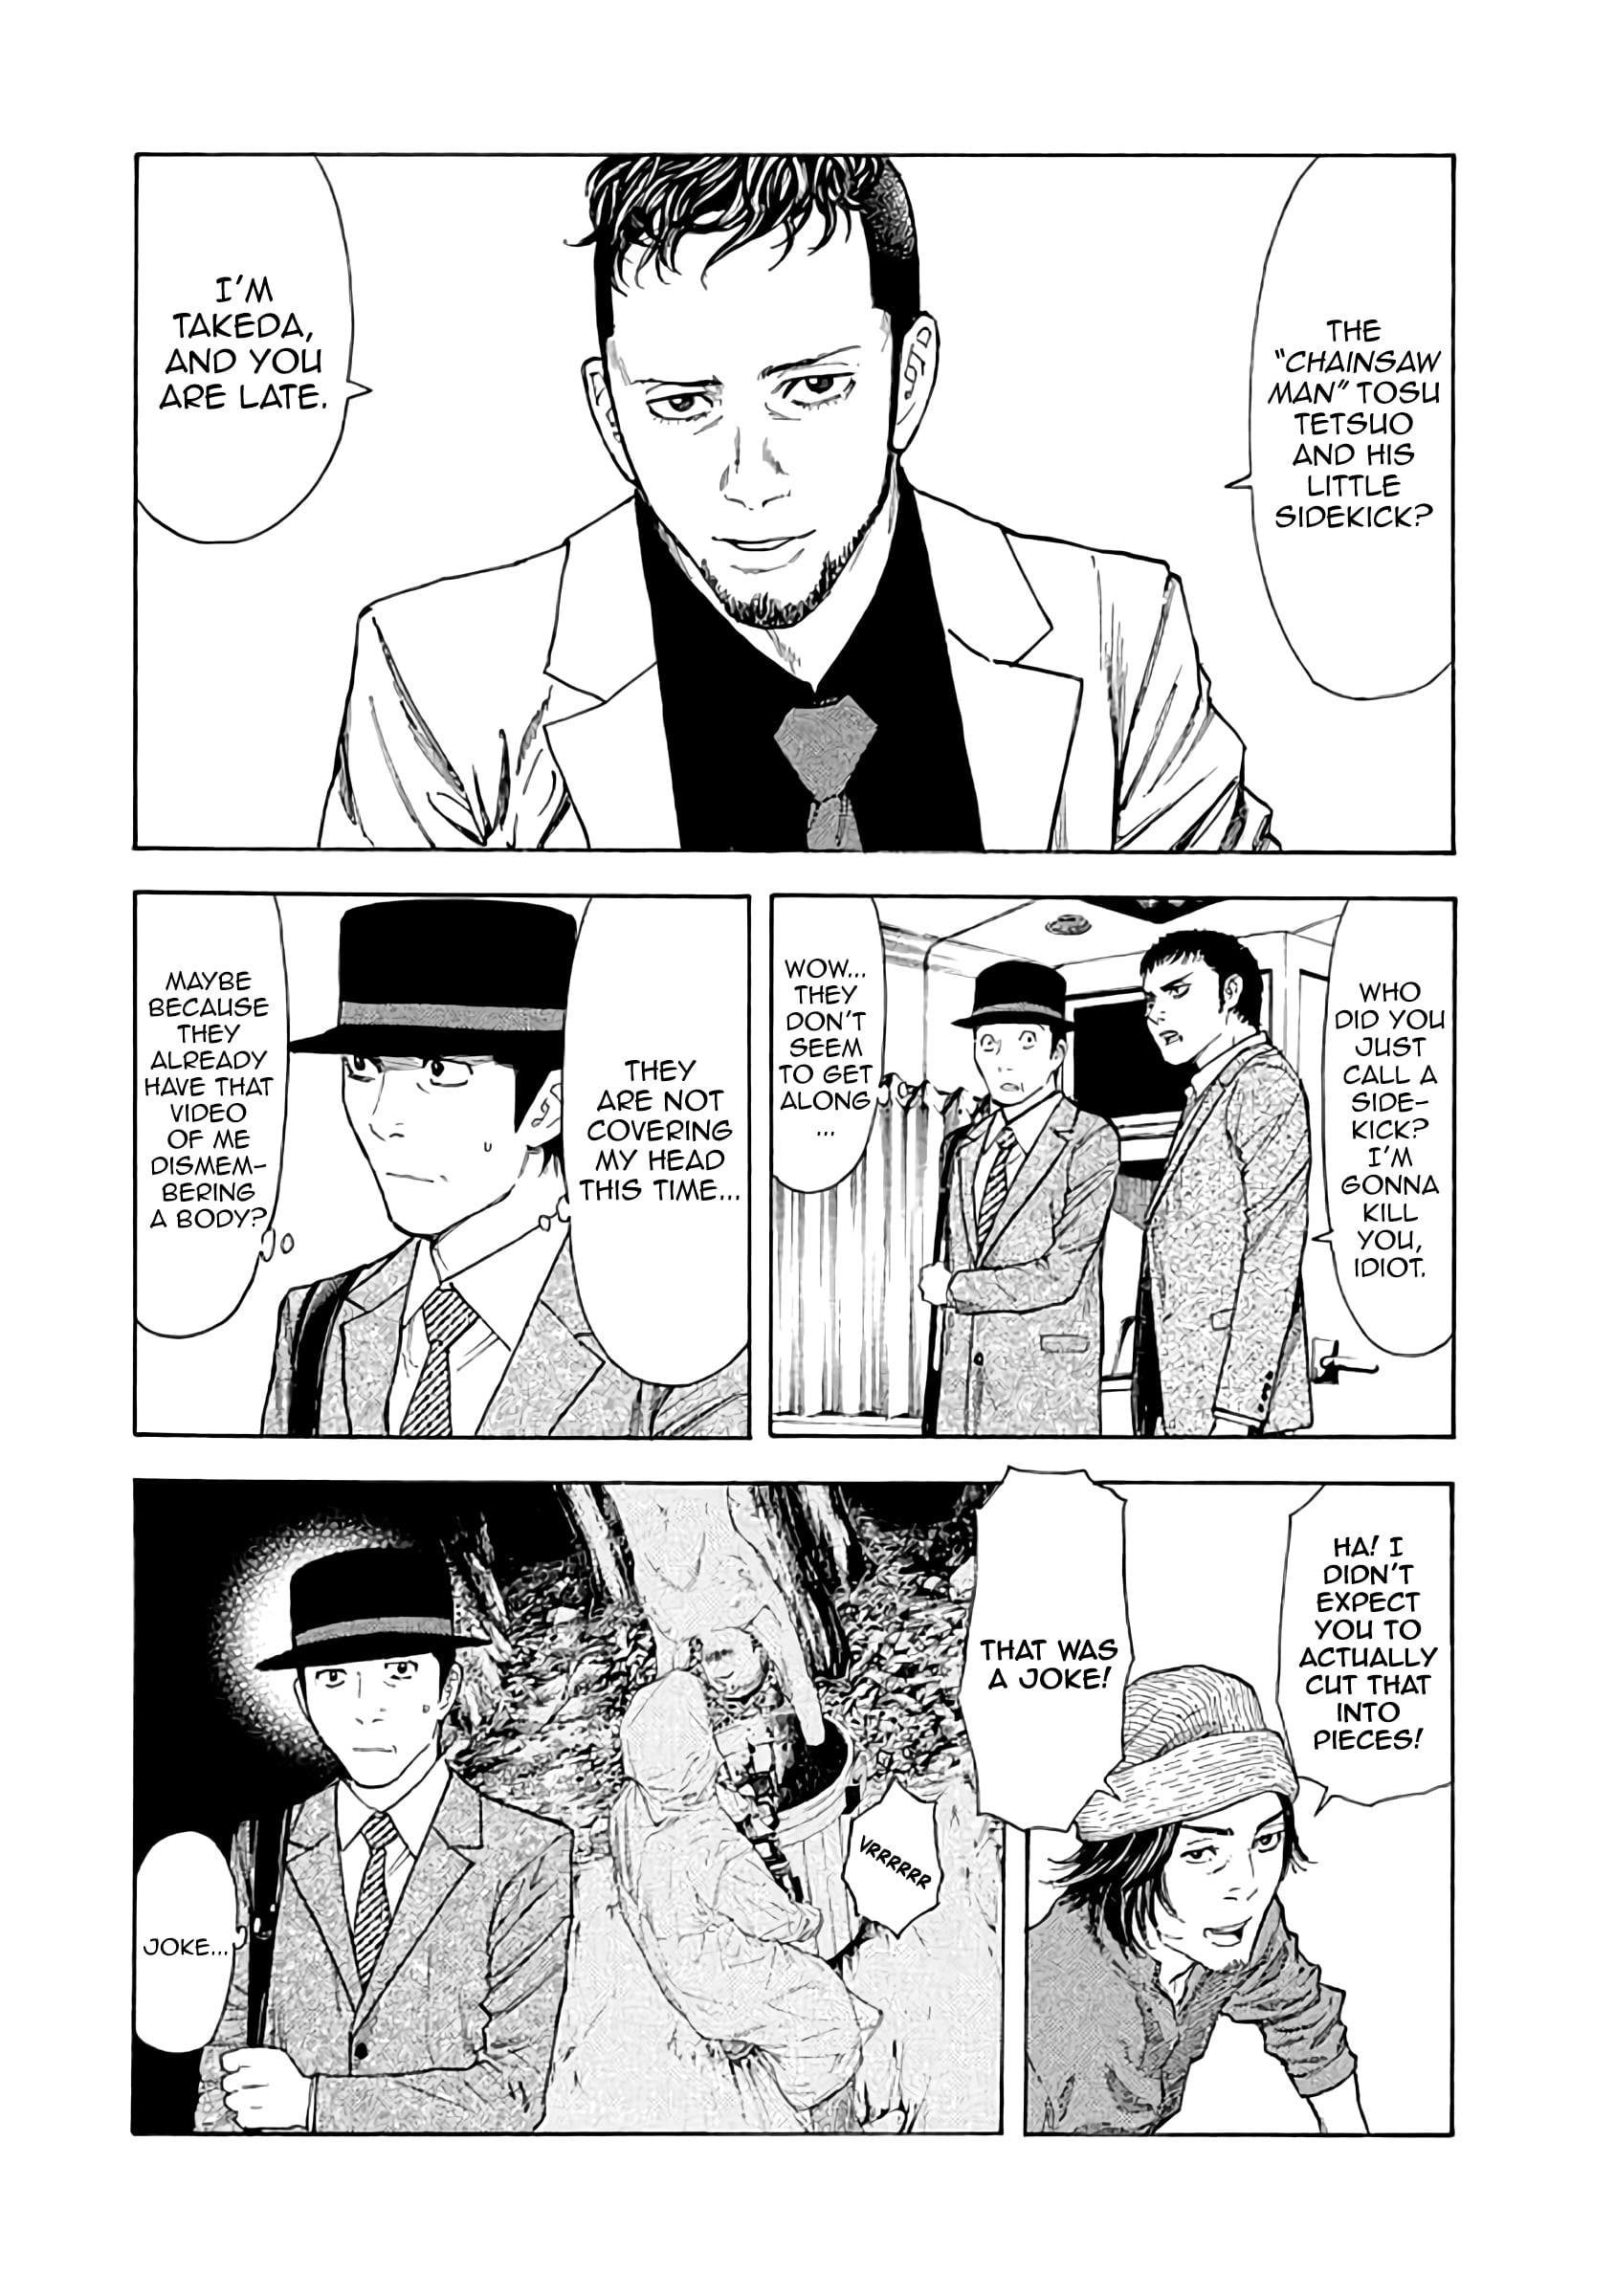 THE
"CHAINSAW
MAN" TOSU
TETSUO
AND HIS
LITTLE
SIDEKICK?
I'M
TAKEDA,
AND YOU
ARE LATE.
WHO
DID YOU
JUST
CALL A
SIDE-
KICK?
I'M
GONNA
KILL
YOU,
IDIOT.
WOW...
THEY
DON'T
SEEM
TO GET
ALONG
...
THEY
ARE NOT
COVERING
MY HEAD
THIS TIME...
MAYBE
BECAUSE
THEY
ALREADY
HAVE THAT
VIDEO
OF ME
DISMEM-
BERING
A BODY?
HA! I
DIDN'T
EXPECT
YOU TO
ACTUALLY
CUT THAT
INTO
PIECES!
THAT WAS
A JOKE!
VRRRRRR
JOKE...